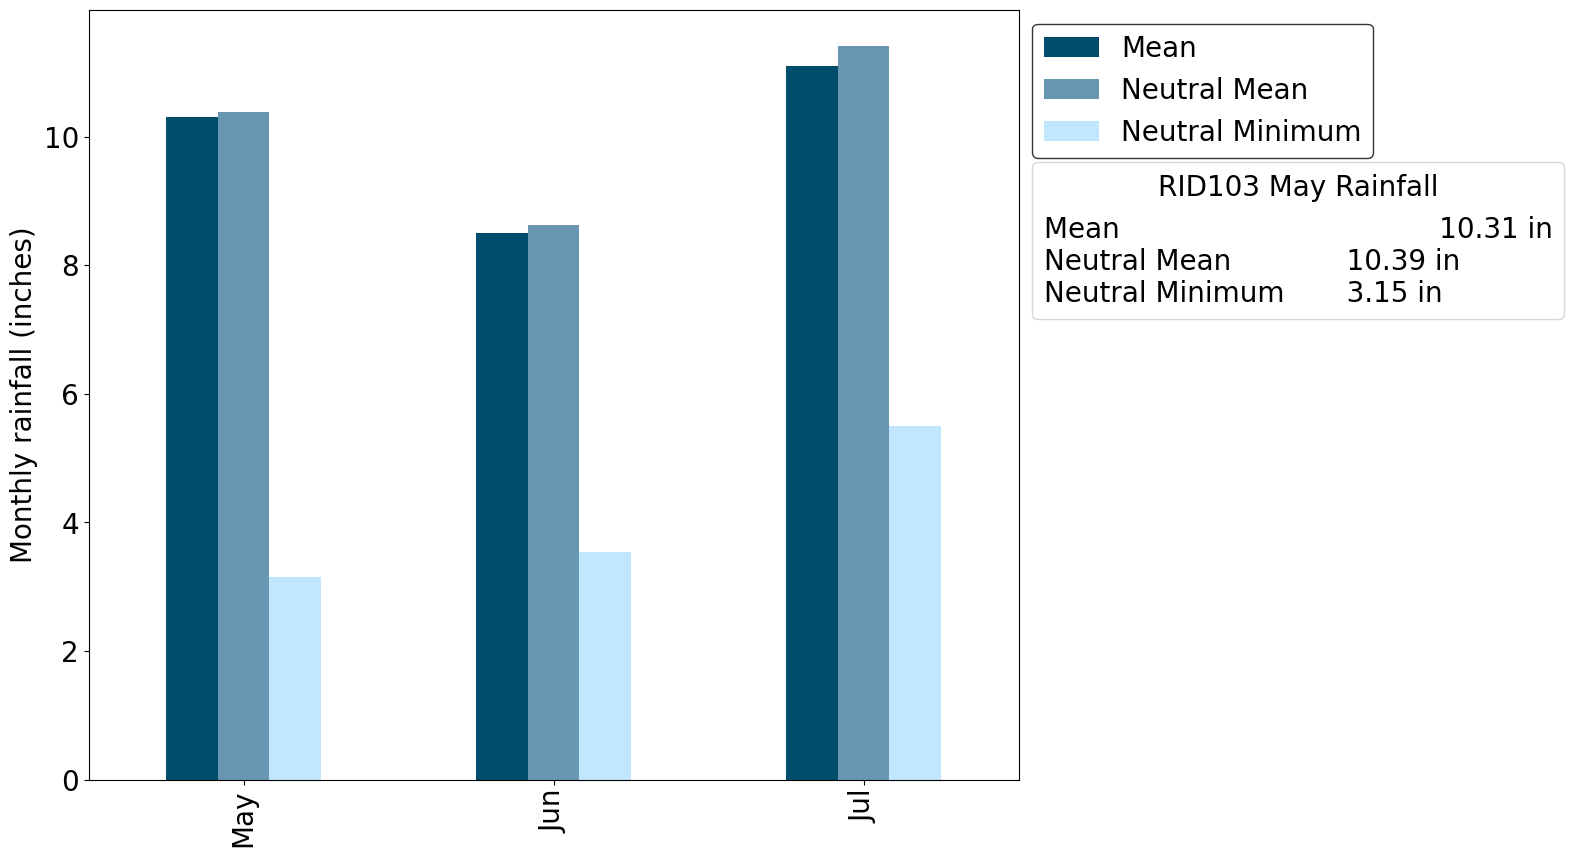 Monthly rainfall (inches)
10
8
6
4
2
0
May
Jun
Jul
Mean
Neutral Mean
Neutral Minimum
RID103 May Rainfall
Mean 10.31 in
Neutral Mean 10.39 in
Neutral Minimum 3.15 in